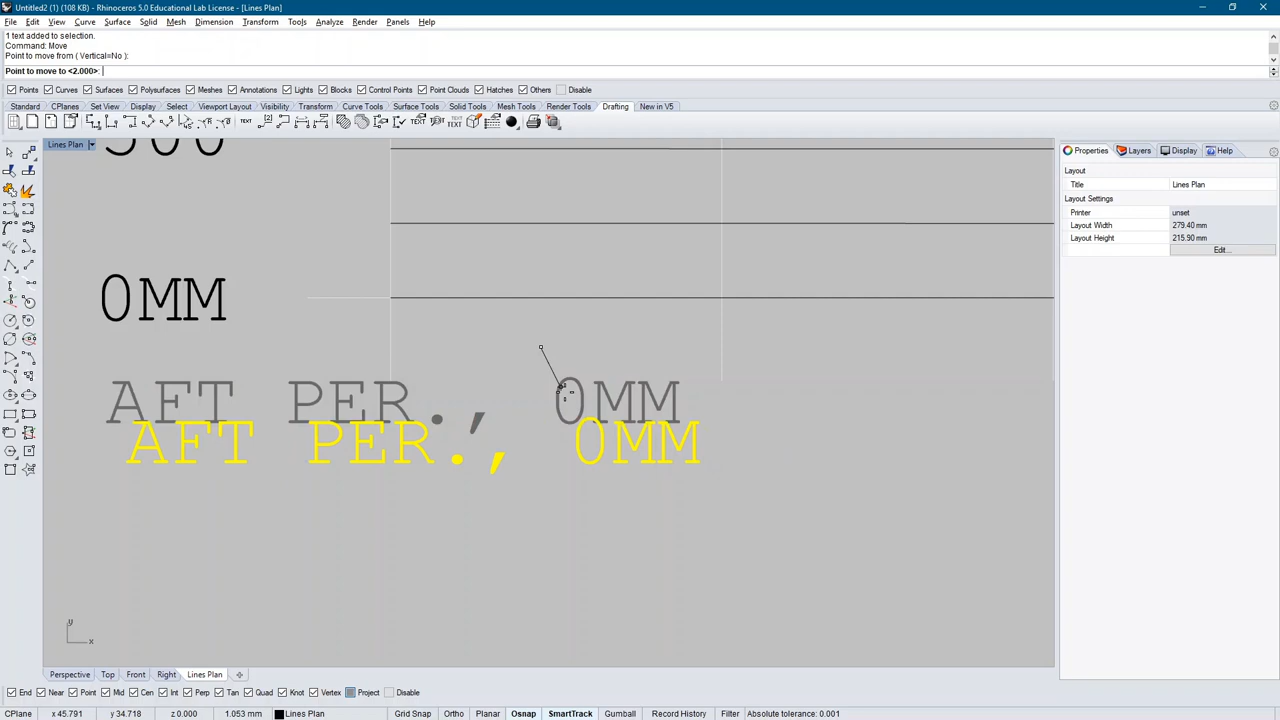 Untitled2 (1) (108 KB) - Rhinoceros 5.0 Educational Lab License - [Lines Plan]
File Edit View Curve Surface Solid Mesh Dimension Transform Tools Analyze Render Panels Help
1 text added to selection.
Command: Move
Point to move from ( Vertical=No ):
Point to move to <2.000>:
Points Curves Surfaces Polysurfaces Meshes Annotations Lights Blocks Control Points Point Clouds Hatches Others Disable
Standard CPlanes Set View Display Select Viewport Layout Visibility Transform Curve Tools Surface Tools Solid Tools Mesh Tools Render Tools Drafting New in V5
Lines Plan
Properties Layers Display Help
Layout
Title Lines Plan
Layout Settings
Printer unset
Layout Width 279.40 mm
Layout Height 215.90 mm
Edit...
0MM
AFT PER., 0MM
AFT PER., 0MM
y
x
Perspective Top Front Right Lines Plan
End Near Point Mid Cen Int Perp Tan Quad Knot Vertex Project Disable
CPlane x 45.791 y 34.718 z 0.000 1.053 mm Lines Plan Grid Snap Ortho Planar Osnap SmartTrack Gumball Record History Filter Absolute tolerance: 0.001